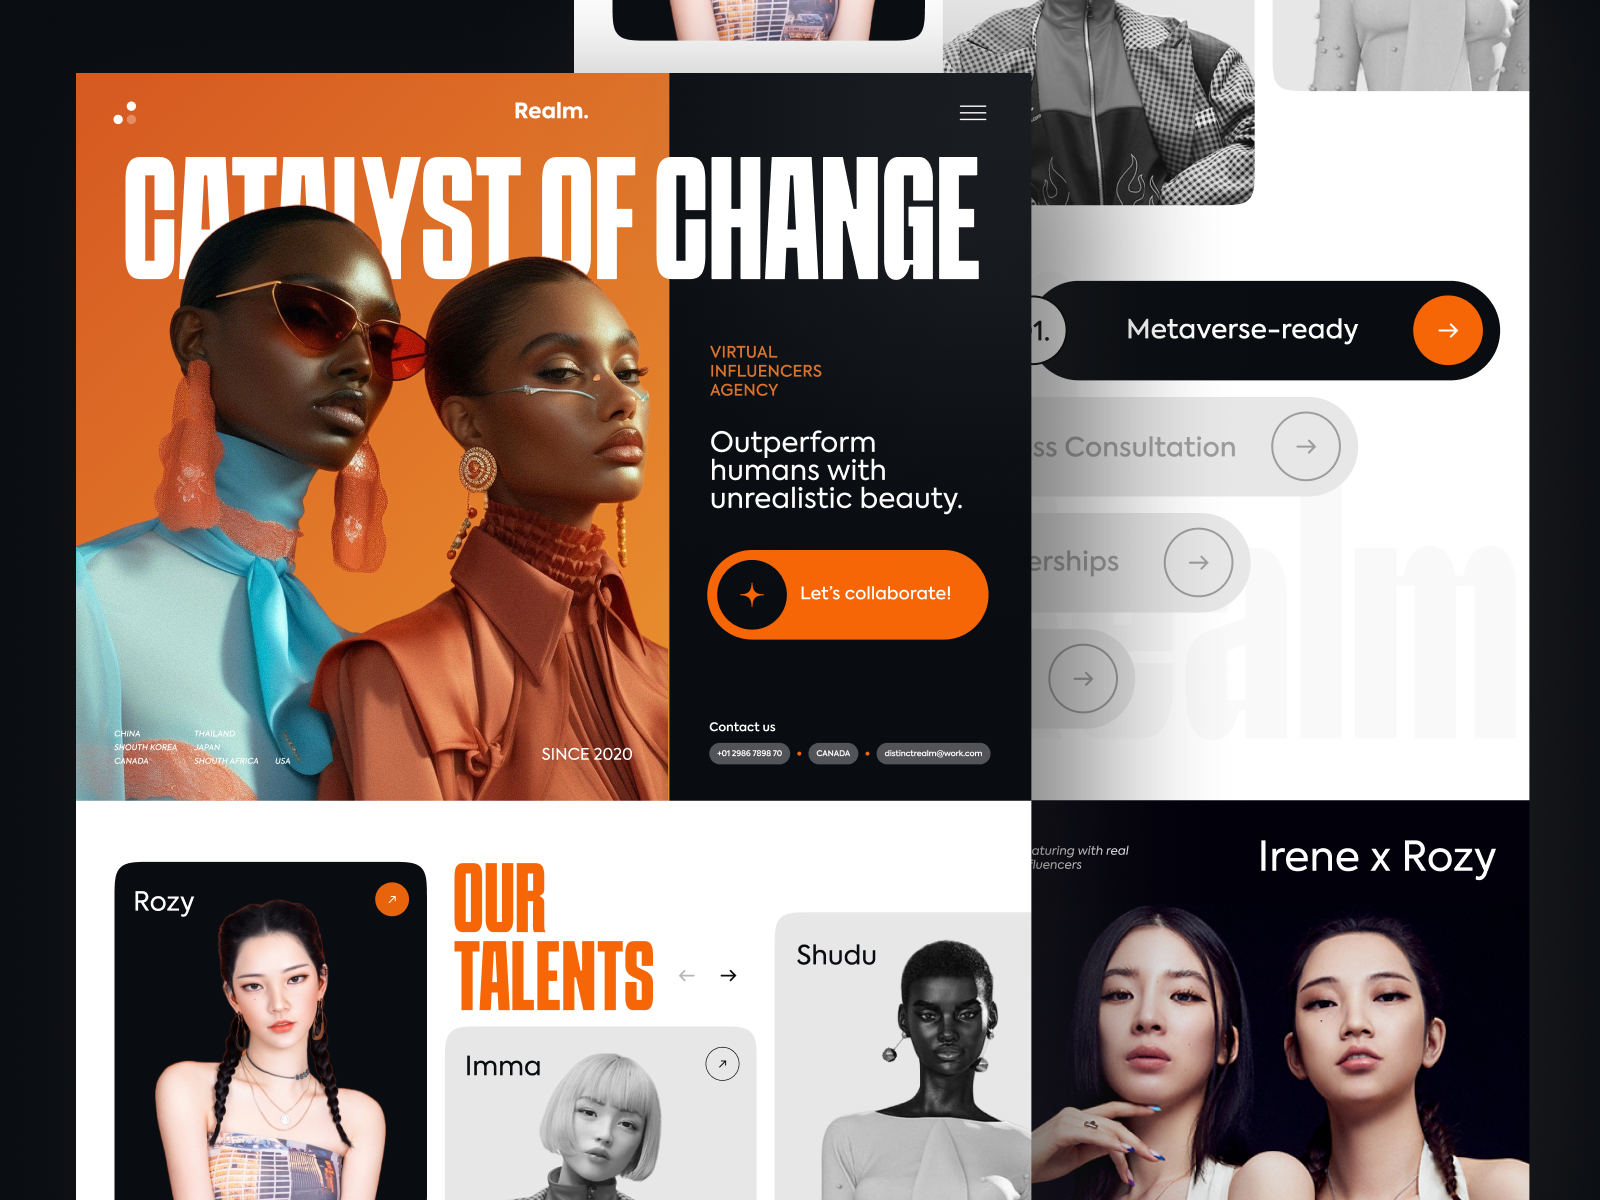 Realm.
CATALYST OF CHANGE
VIRTUAL
INFLUENCERS
AGENCY
Outperform
humans with
unrealistic beauty.
Let's collaborate!
CHINA
THAILAND
SHOUTH KOREA
JAPAN
CANADA
SHOUTH AFRICA
USA
SINCE 2020
Contact us
+01 2986 7898 70
CANADA
distinctrealm@work.com
1.
Metaverse-ready
ss Consultation
erships
alm
OUR
TALENTS
Rozy
Imma
Shudu
aturing with real
fluencers
Irene x Rozy